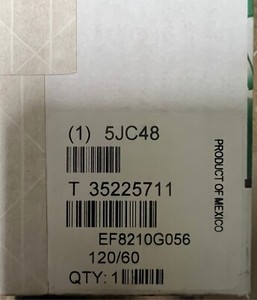 (1) 5JC48
T 35225711
EF8210G056
120/60
QTY: 1
PRODUCT OF MEXICO